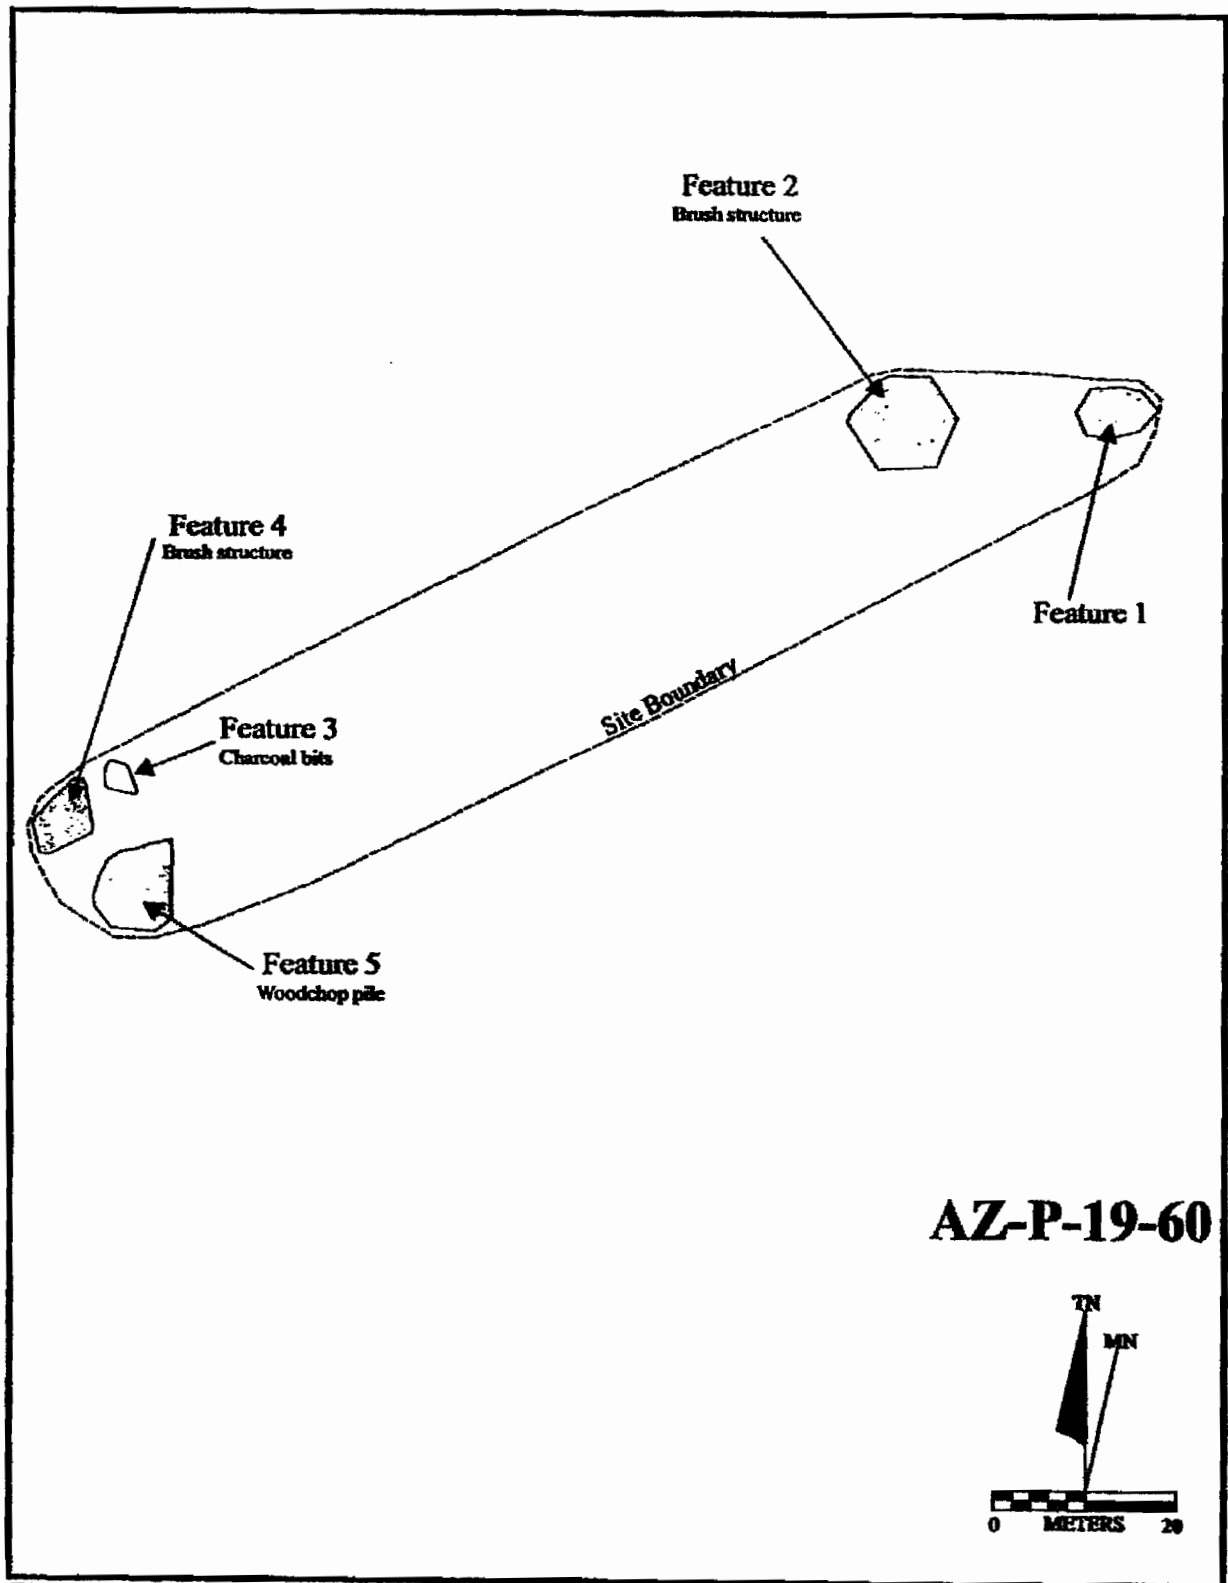 Feature 2
Brush structure
Feature 4
Brush structure
Feature 1
Site Boundary
Feature 3
Charcoal bits
Feature 5
Woodchop pile
AZ-P-19-60
TN
MN
0 METERS 20